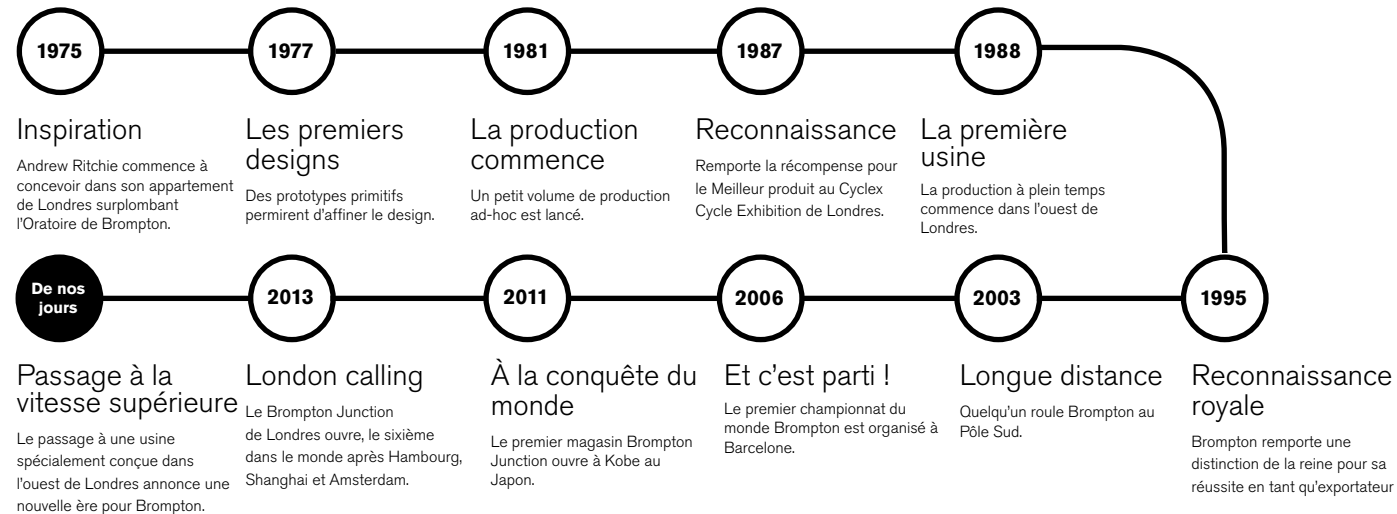 1975
Inspiration
Andrew Ritchie commence à
concevoir dans son appartement
de Londres surplombant
l'Oratoire de Brompton.
1977
Les premiers
designs
Des prototypes primitifs
permirent d'affiner le design.
1981
La production
commence
Un petit volume de production
ad-hoc est lancé.
1987
Reconnaissance
Remporte la récompense pour
le Meilleur produit au Cyclex
Cycle Exhibition de Londres.
1988
La première
usine
La production à plein temps
commence dans l'ouest de
Londres.
1995
Reconnaissance
royale
Brompton remporte une
distinction de la reine pour sa
réussite en tant qu'exportateur
2003
Longue distance
Quelqu'un roule Brompton au
Pôle Sud.
2006
Et c'est parti !
Le premier championnat du
monde Brompton est organisé à
Barcelone.
2011
À la conquête du
monde
Le premier magasin Brompton
Junction ouvre à Kobe au
Japon.
2013
London calling
Le Brompton Junction
de Londres ouvre, le sixième
dans le monde après Hambourg,
Shanghai et Amsterdam.
De nos
jours
Passage à la
vitesse supérieure
Le passage à une usine
spécialement conçue dans
l'ouest de Londres annonce une
nouvelle ère pour Brompton.